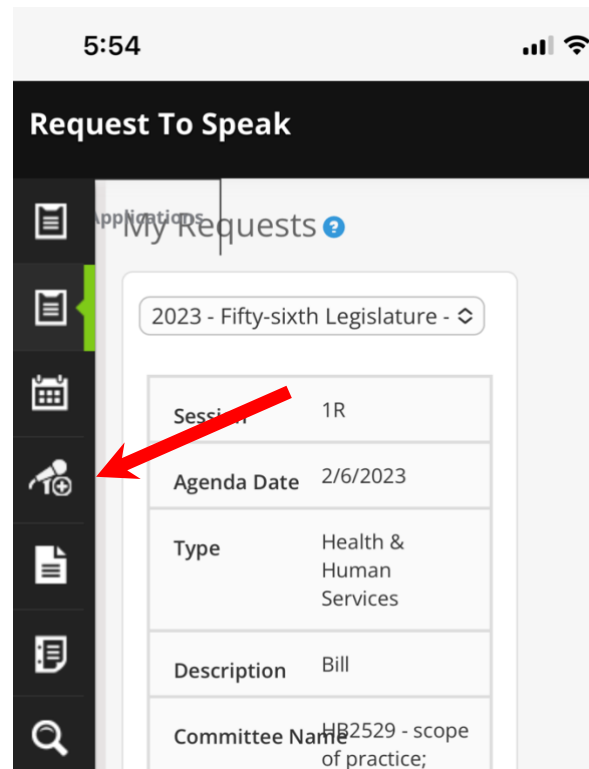 5:54
Request To Speak
Applications
My Requests ?
2023 - Fifty-sixth Legislature -
Session 1R
Agenda Date 2/6/2023
Type Health &
Human
Services
Description Bill
Committee Name HB2529 - scope
of practice;